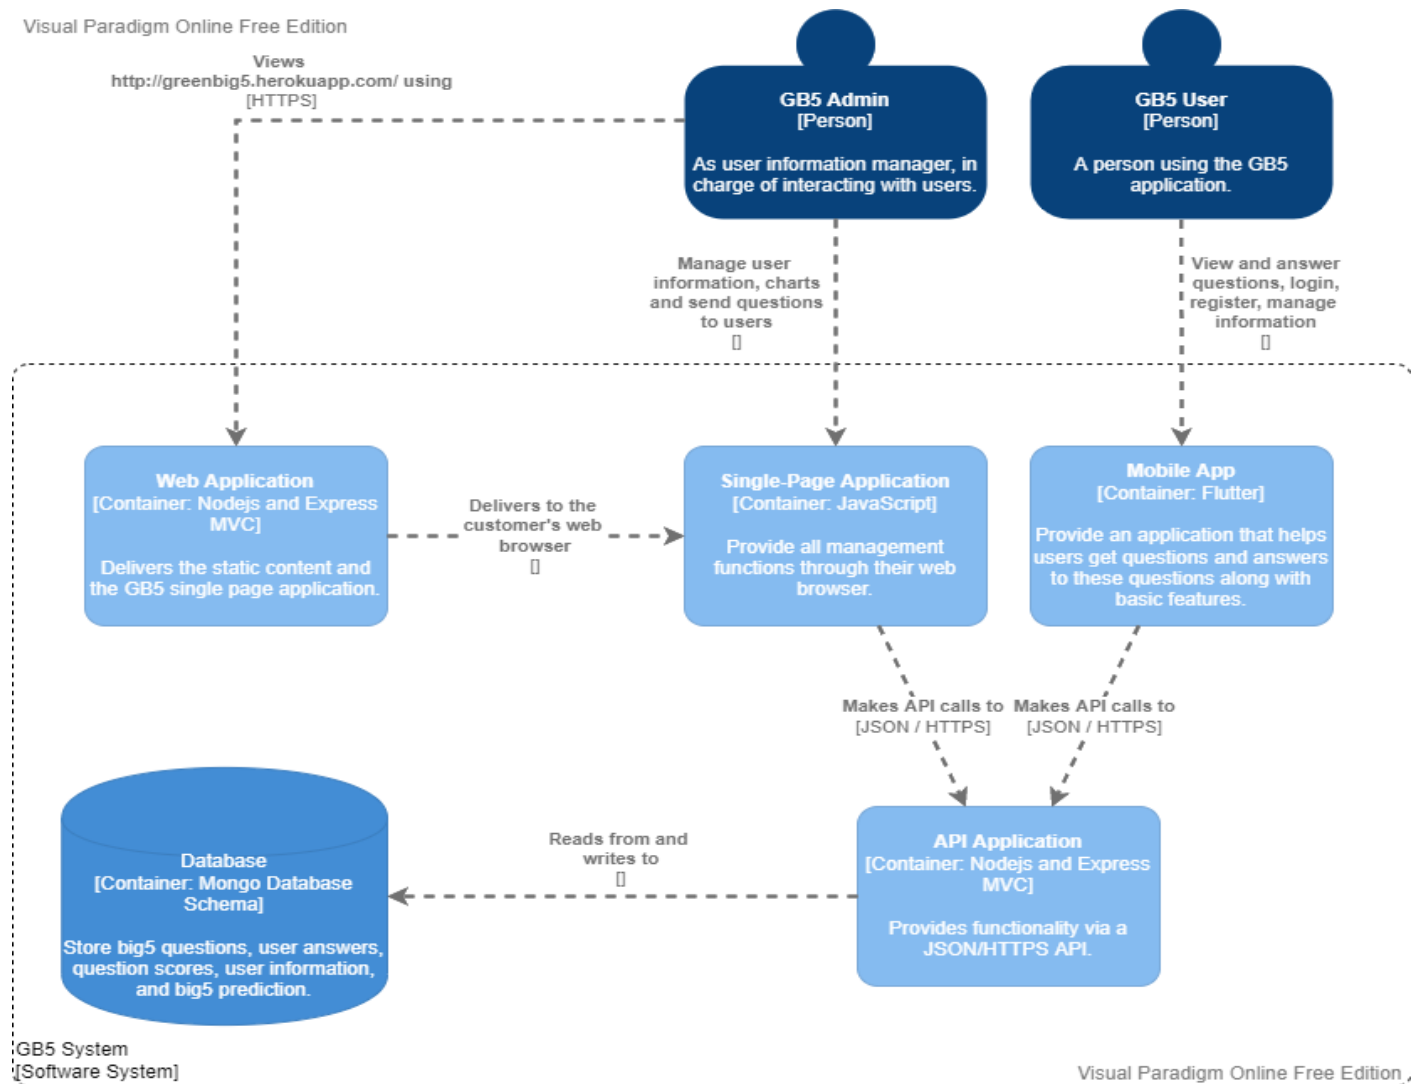 Visual Paradigm Online Free Edition
Views
http://greenbig5.herokuapp.com/ using
[HTTPS]
GB5 Admin
[Person]
As user information manager, in
charge of interacting with users.
GB5 User
[Person]
A person using the GB5
application.
Manage user
information, charts
and send questions
to users
[]
View and answer
questions, login,
register, manage
information
[]
Web Application
[Container: Nodejs and Express
MVC]
Delivers the static content and
the GB5 single page application.
Delivers to the
customer's web
browser
[]
Single-Page Application
[Container: JavaScript]
Provide all management
functions through their web
browser.
Mobile App
[Container: Flutter]
Provide an application that helps
users get questions and answers
to these questions along with
basic features.
Makes API calls to
[JSON / HTTPS]
Makes API calls to
[JSON / HTTPS]
Database
[Container: Mongo Database
Schema]
Store big5 questions, user answers,
question scores, user information,
and big5 prediction.
Reads from and
writes to
[]
API Application
[Container: Nodejs and Express
MVC]
Provides functionality via a
JSON/HTTPS API.
GB5 System
[Software System]
Visual Paradigm Online Free Edition